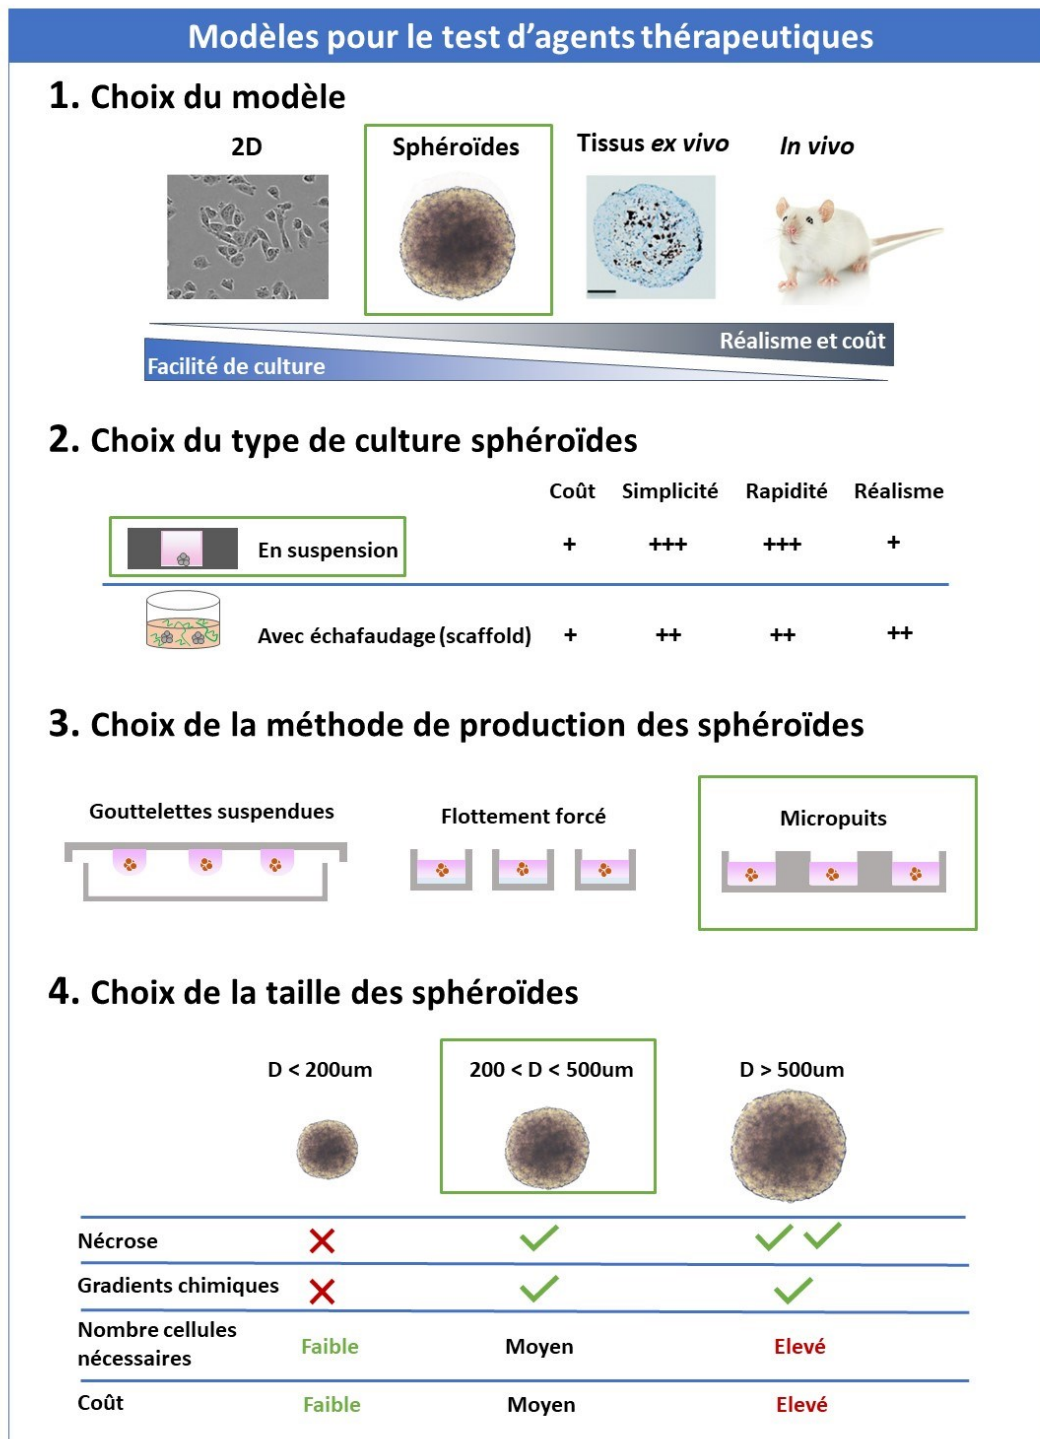 Modèles pour le test d'agents thérapeutiques
1. Choix du modèle
2D
Sphéroïdes
Tissus ex vivo
In vivo
Réalisme et coût
Facilité de culture
2. Choix du type de culture sphéroïdes
Coût Simplicité Rapidité Réalisme
En suspension + +++ +++ +
Avec échafaudage (scaffold) + ++ ++ ++
3. Choix de la méthode de production des sphéroïdes
Gouttelettes suspendues
Flottement forcé
Micropuits
4. Choix de la taille des sphéroïdes
D < 200um 200 < D < 500um D > 500um
Nécrose
Gradients chimiques
Nombre cellules
nécessaires
Faible Moyen Elevé
Coût Faible Moyen Elevé